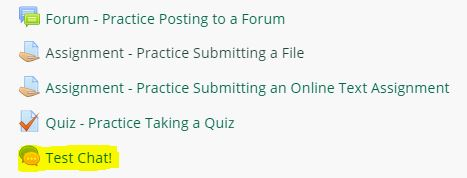 Forum - Practice Posting to a Forum
Assignment - Practice Submitting a File
Assignment - Practice Submitting an Online Text Assignment
Quiz - Practice Taking a Quiz
Test Chat!